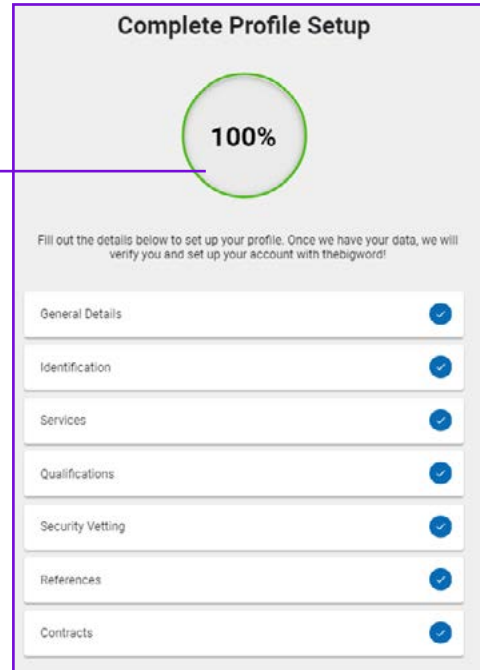 Complete Profile Setup
100%
Fill out the details below to set up your profile. Once we have your data, we will
verify you and set up your account with thebigword!
General Details
Identification
Services
Qualifications
Security Vetting
References
Contracts